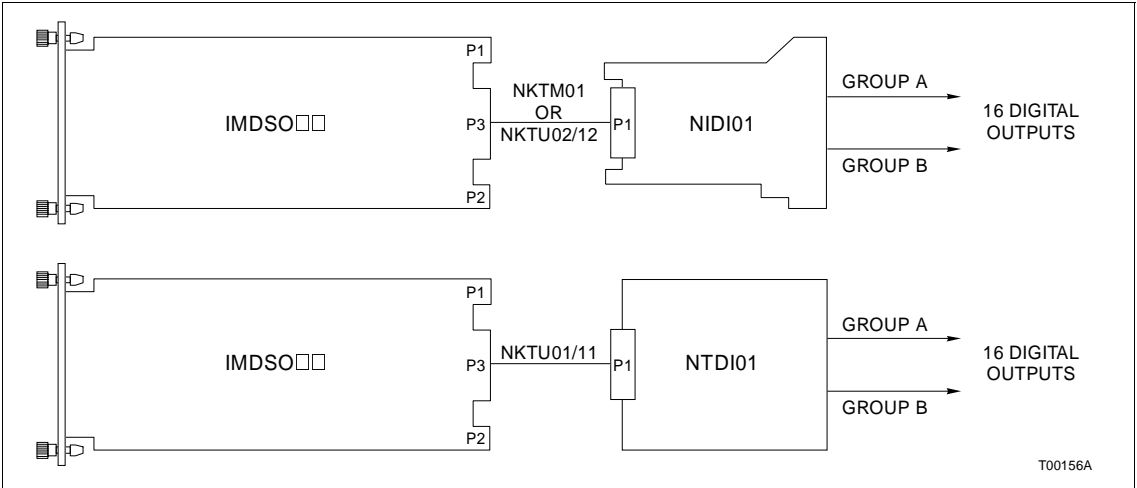 P1
IMDSO□□
P3
P2
NKTM01
OR
NKTU02/12
P1
NIDI01
GROUP A
GROUP B
16 DIGITAL
OUTPUTS
P1
IMDSO□□
P3
P2
NKTU01/11
P1
NTDI01
GROUP A
GROUP B
16 DIGITAL
OUTPUTS
T00156A